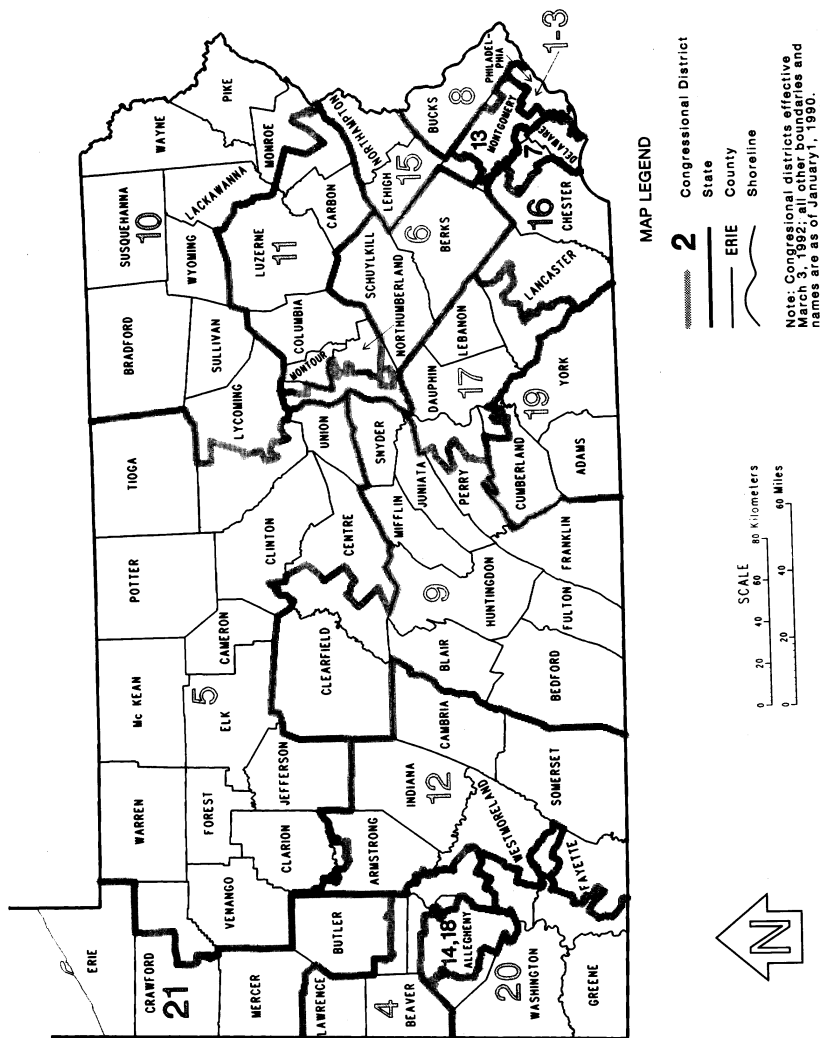 ERIE
CRAWFORD
21
MERCER
LAWRENCE
4
BEAVER
20
WASHINGTON
GREENE
WARREN
FOREST
VENANGO
CLARION
BUTLER
ARMSTRONG
14,18
ALLEGHENY
WESTMORELAND
FAYETTE
Mc KEAN
5
ELK
JEFFERSON
INDIANA
12
CAMBRIA
SOMERSET
POTTER
CAMERON
CLEARFIELD
BLAIR
BEDFORD
CLINTON
CENTRE
9
HUNTINGDON
FULTON
FRANKLIN
TIOGA
LYCOMING
UNION
SNYDER
MIFFLIN
JUNIATA
PERRY
CUMBERLAND
ADAMS
BRADFORD
SULLIVAN
COLUMBIA
MONTOUR
NORTHUMBERLAND
DAUPHIN
17
LEBANON
19
YORK
LANCASTER
SUSQUEHANNA
10
WYOMING
LACKAWANNA
LUZERNE
11
SCHUYLKILL
CARBON
6
BERKS
WAYNE
PIKE
MONROE
NORTHAMPTON
LEHIGH
15
BUCKS
8
13
MONTGOMERY
PHILADEL-
PHIA
1-3
7
DELAWARE
16
CHESTER
MAP LEGEND
2 Congressional District
State
ERIE County
Shoreline
Note: Congresional districts effective
March 3, 1992; all other boundaries and
names are as of January1, 1990.
SCALE
0 20 40 60 80 Kilometers
0 20 40 60 Miles
N